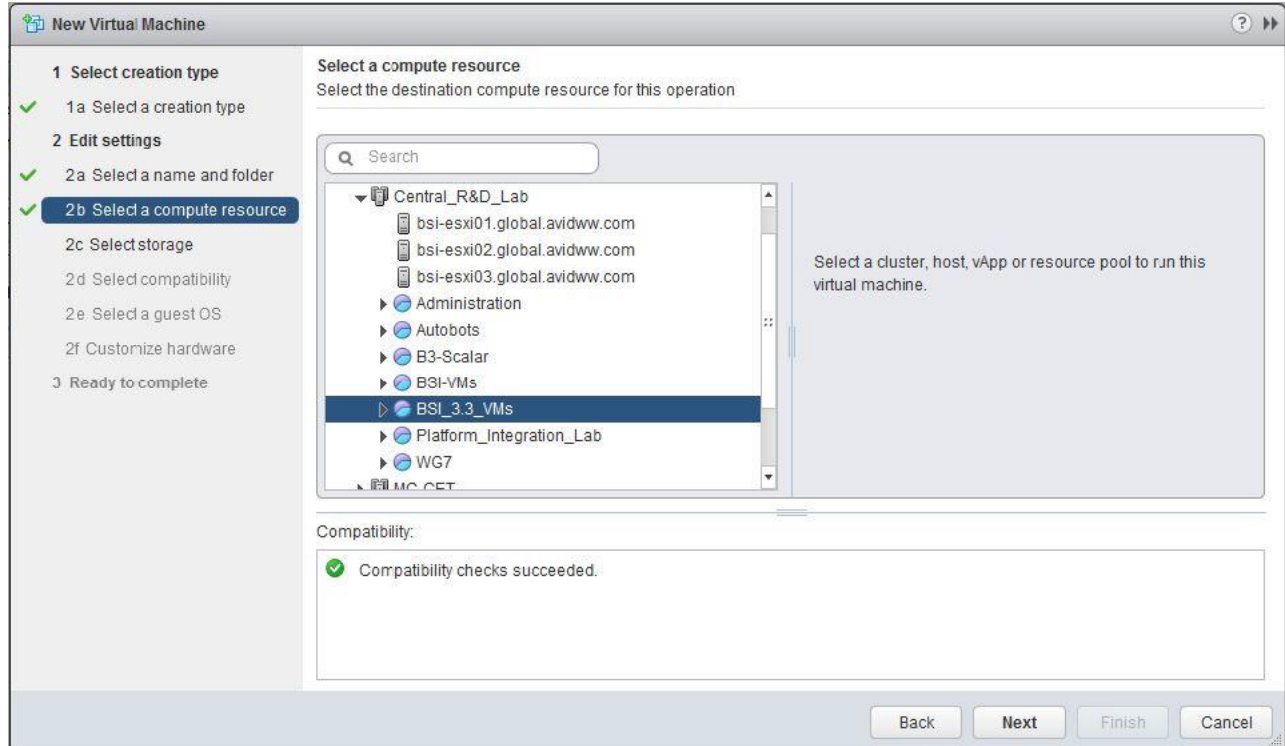 New Virtual Machine
1 Select creation type
1a Select a creation type
2 Edit settings
2a Select a name and folder
2b Select a compute resource
2c Select storage
2d Select compatibility
2e Select a guest OS
2f Customize hardware
3 Ready to complete
Select a compute resource
Select the destination compute resource for this operation
Search
Central_R&D_Lab
bsi-esxi01.global.avidww.com
bsi-esxi02.global.avidww.com
bsi-esxi03.global.avidww.com
Administration
Autobots
B3-Scalar
BSI-VMs
BSI_3.3_VMs
Platform_Integration_Lab
WG7
Select a cluster, host, vApp or resource pool to run this
virtual machine.
Compatibility:
Compatibility checks succeeded.
Back
Next
Finish
Cancel